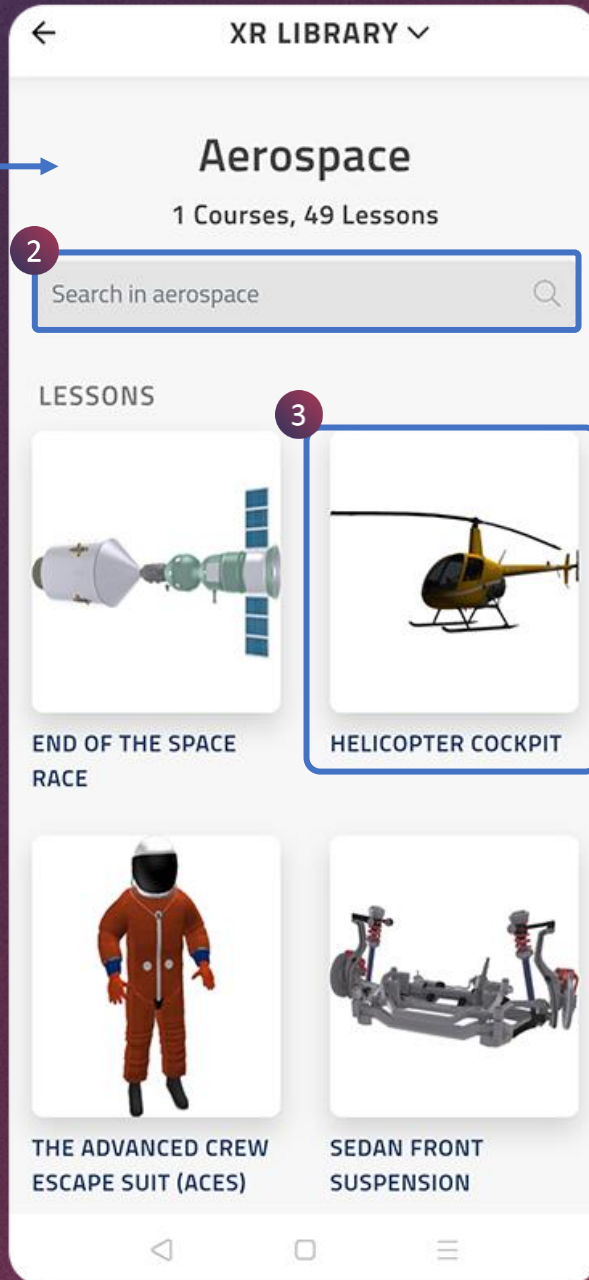 XR LIBRARY
Aerospace
1 Courses, 49 Lessons
2
Search in aerospace
LESSONS
3
END OF THE SPACE
RACE
HELICOPTER COCKPIT
THE ADVANCED CREW
ESCAPE SUIT (ACES)
SEDAN FRONT
SUSPENSION